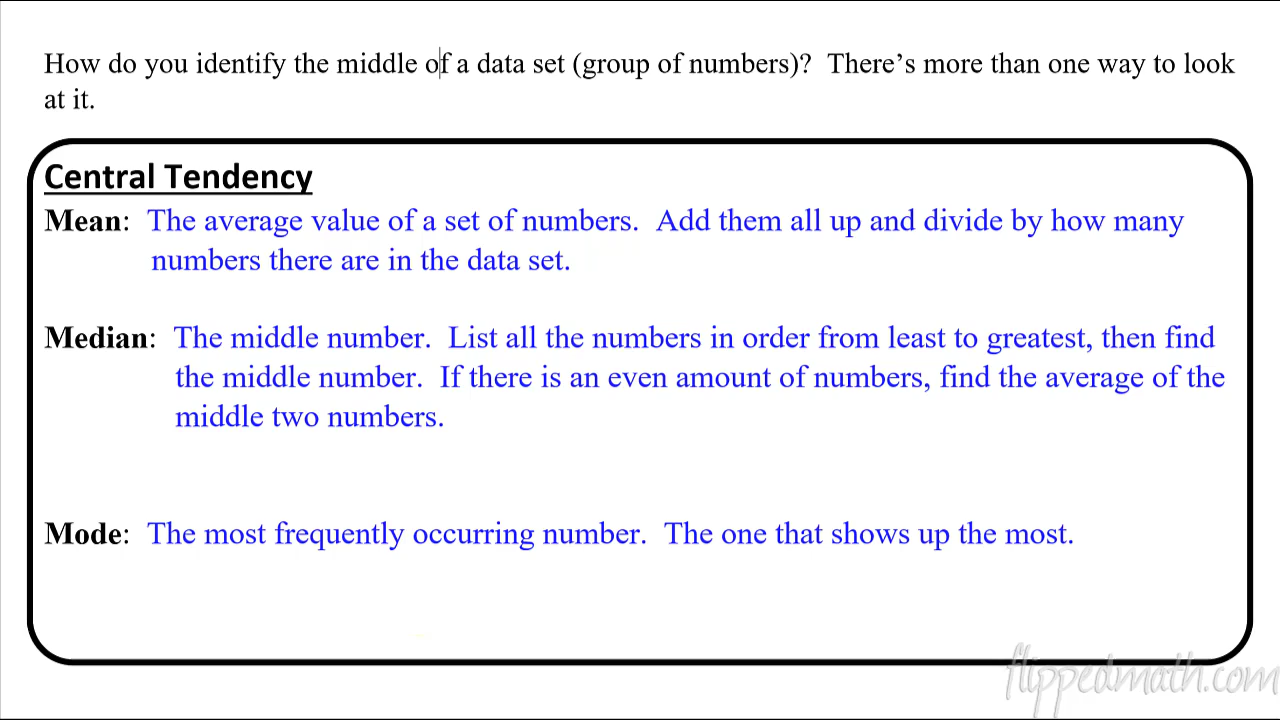 How do you identify the middle of a data set (group of numbers)?  There’s more than one way to look
at it.
Central Tendency
Mean:  The average value of a set of numbers.  Add them all up and divide by how many
numbers there are in the data set.
Median:  The middle number.  List all the numbers in order from least to greatest, then find
the middle number.  If there is an even amount of numbers, find the average of the
middle two numbers.
Mode:  The most frequently occurring number.  The one that shows up the most.
flippedmath.com